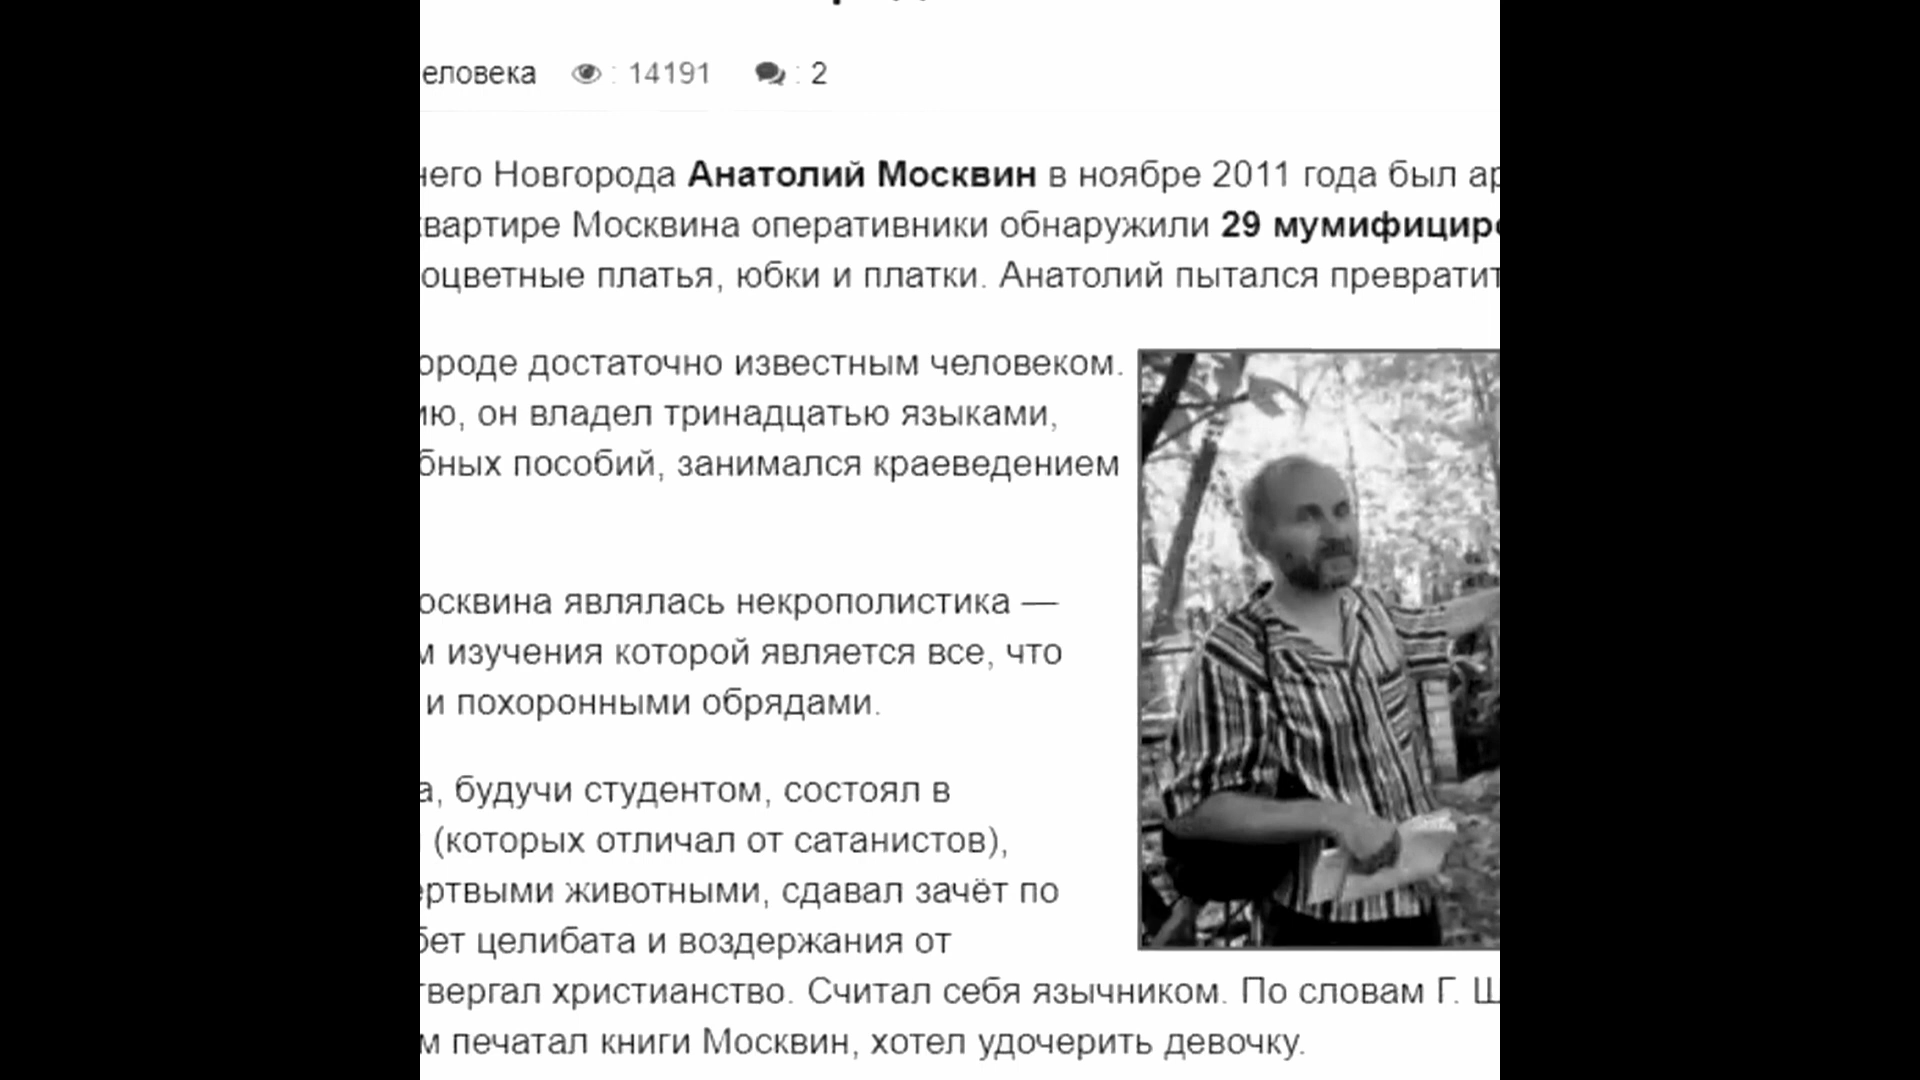 еловека : 14191 : 2
него Новгорода Анатолий Москвин в ноябре 2011 года был ар
квартире Москвина оперативники обнаружили 29 мумифициро
оцветные платья, юбки и платки. Анатолий пытался превратит
ороде достаточно известным человеком.
ию, он владел тринадцатью языками,
бных пособий, занимался краеведением
осквина являлась некрополистика —
м изучения которой является все, что
и похоронными обрядами.
а, будучи студентом, состоял в
(которых отличал от сатанистов),
ертвыми животными, сдавал зачёт по
бет целибата и воздержания от
твергал христианство. Считал себя язычником. По словам Г. Ш
м печатал книги Москвин, хотел удочерить девочку.